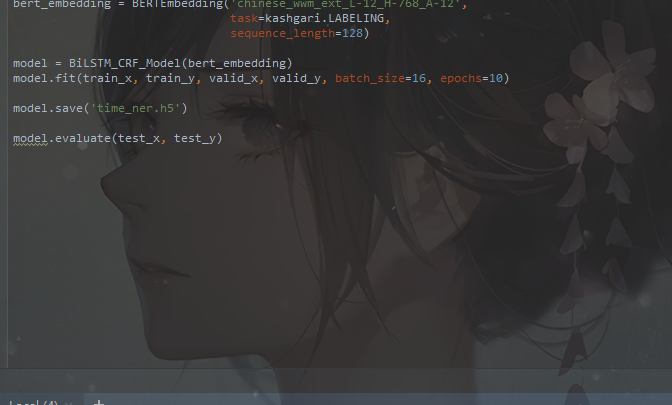 bert_embedding = BERTEmbedding('chinese_wwm_ext_L-12_H-768_A-12',
task=kashgari.LABELING,
sequence_length=128)
model = BiLSTM_CRF_Model(bert_embedding)
model.fit(train_x, train_y, valid_x, valid_y, batch_size=16, epochs=10)
model.save('time_ner.h5')
model.evaluate(test_x, test_y)
Local (4) × +